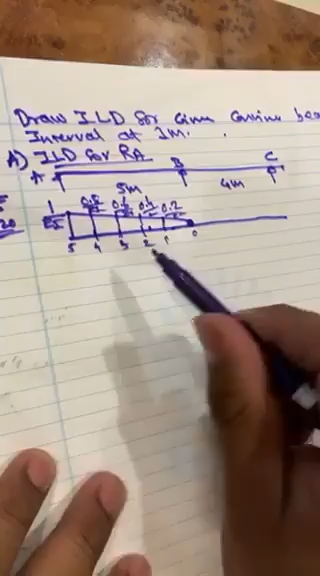 Draw ILD for given
Interval at 1m.
A) ILD for RA
A B C
5m 4m
1 0.8 0.6 0.4 0.2
5 4 3 2 1 0